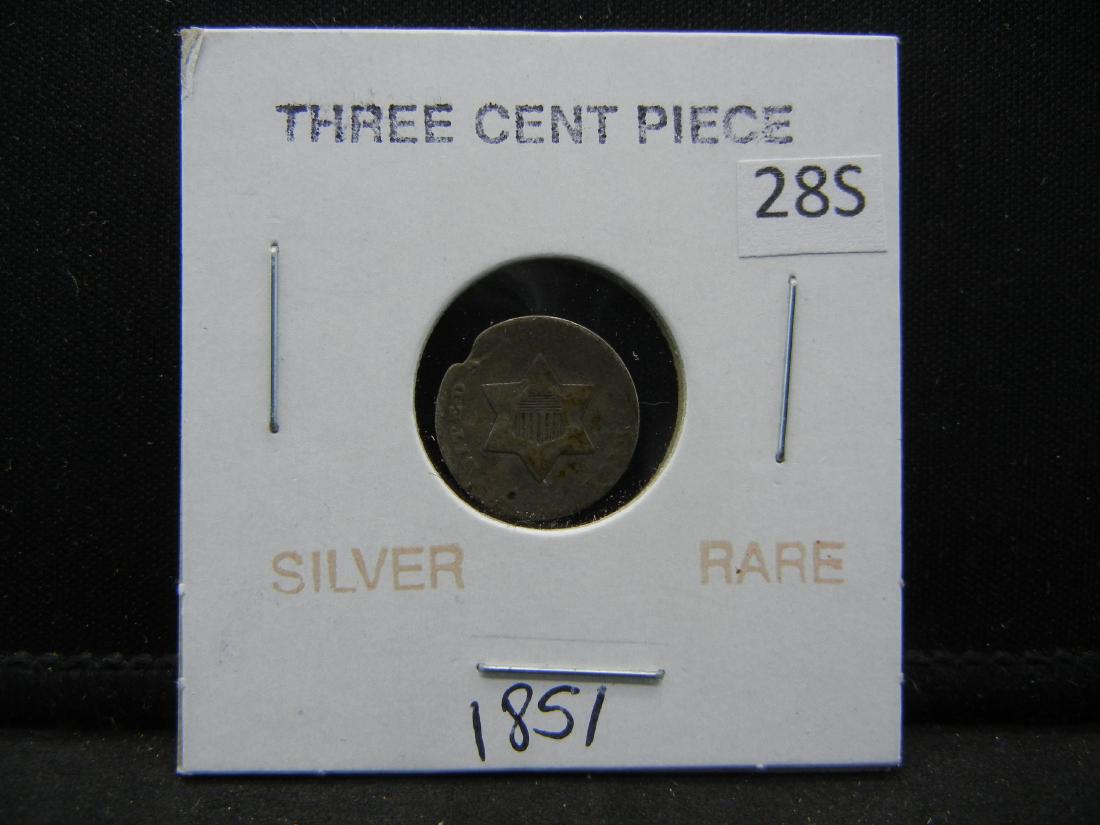 THREE CENT PIECE
28S
SILVER RARE
1851